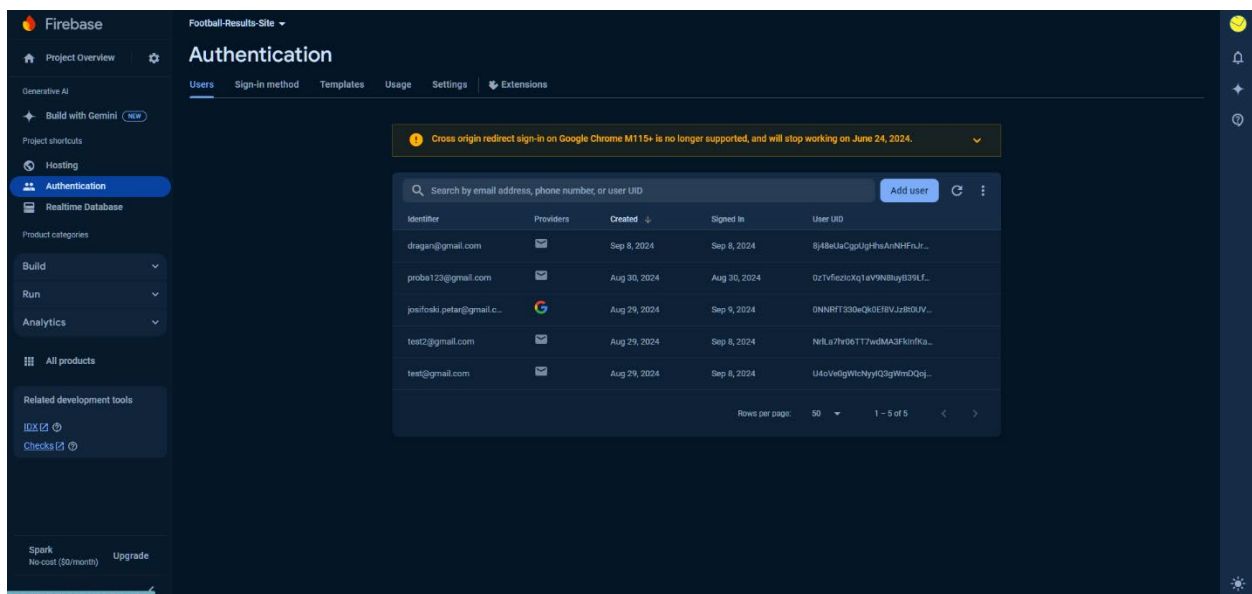 Firebase
Project Overview
Generative AI
Build with Gemini NEW
Project shortcuts
Hosting
Authentication
Realtime Database
Product categories
Build
Run
Analytics
All products
Related development tools
IDX
Checks
Spark
No-cost ($0/month)
Upgrade
Football-Results-Site
Authentication
Users Sign-in method Templates Usage Settings Extensions
Cross origin redirect sign-in on Google Chrome M115+ is no longer supported, and will stop working on June 24, 2024.
Search by email address, phone number, or user UID Add user
Identifier Providers Created Signed In User UID
dragan@gmail.com Sep 8, 2024 Sep 8, 2024
proba123@gmail.com Aug 30, 2024 Aug 30, 2024
josifoski.petar@gmail.c... Aug 29, 2024 Sep 9, 2024
test2@gmail.com Aug 29, 2024 Sep 8, 2024
test@gmail.com Aug 29, 2024 Sep 8, 2024
Rows per page: 50 1 – 5 of 5